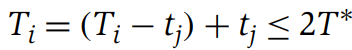 Tᵢ = (Tᵢ − tⱼ) + tⱼ ≤ 2T*